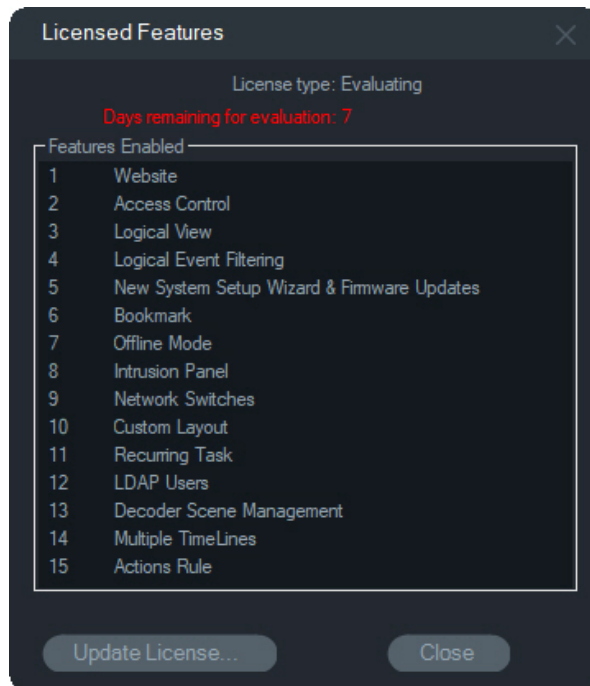 Licensed Features
License type: Evaluating
Days remaining for evaluation: 7
Features Enabled
1 Website
2 Access Control
3 Logical View
4 Logical Event Filtering
5 New System Setup Wizard & Firmware Updates
6 Bookmark
7 Offline Mode
8 Intrusion Panel
9 Network Switches
10 Custom Layout
11 Recurring Task
12 LDAP Users
13 Decoder Scene Management
14 Multiple TimeLines
15 Actions Rule
Update License... Close